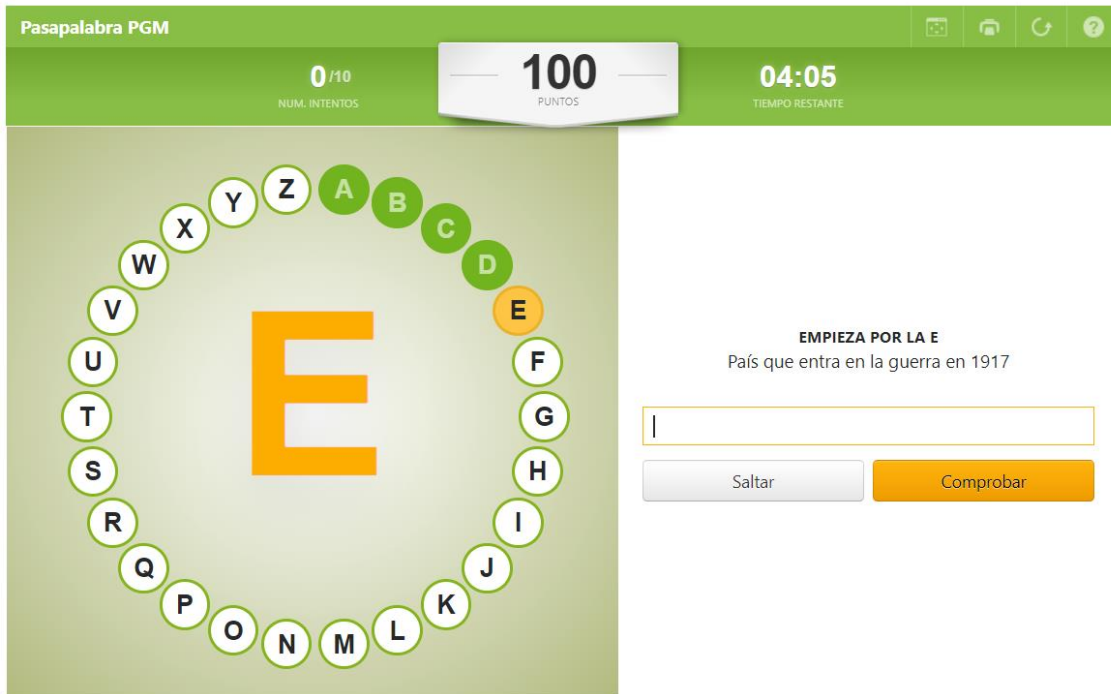 Pasapalabra PGM
?
0/10
NUM. INTENTOS
100
PUNTOS
04:05
TIEMPO RESTANTE
A
B
C
D
E
F
G
H
I
J
K
L
M
N
O
P
Q
R
S
T
U
V
W
X
Y
Z
E
EMPIEZA POR LA E
País que entra en la guerra en 1917
Saltar
Comprobar